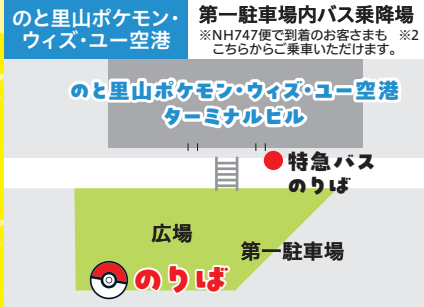 のと里山ポケモン・
ウィズ・ユー空港
第一駐車場内バス乗降場
※NH747便で到着のお客さまも ※2
こちらからご乗車いただけます。
のと里山ポケモン・ウィズ・ユー空港
ターミナルビル
特急バス
のりば
広場
第一駐車場
のりば